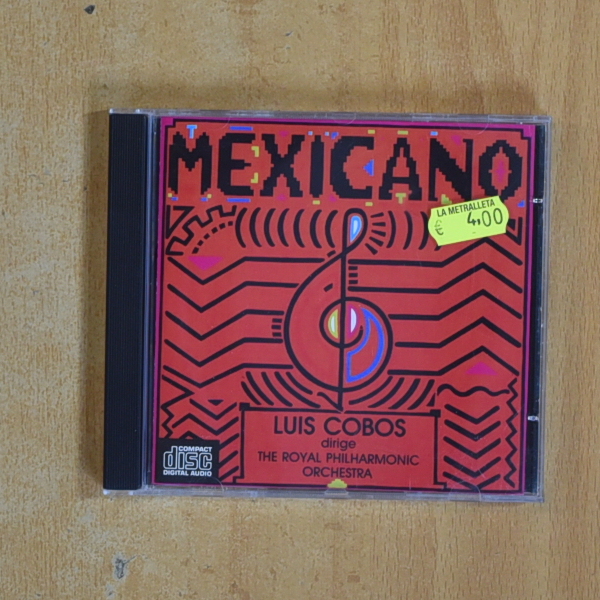 MEXICANO
LA METRALLETA
€ 4,00
LUIS COBOS
dirige
THE ROYAL PHILHARMONIC
ORCHESTRA
COMPACT
disc
DIGITAL AUDIO